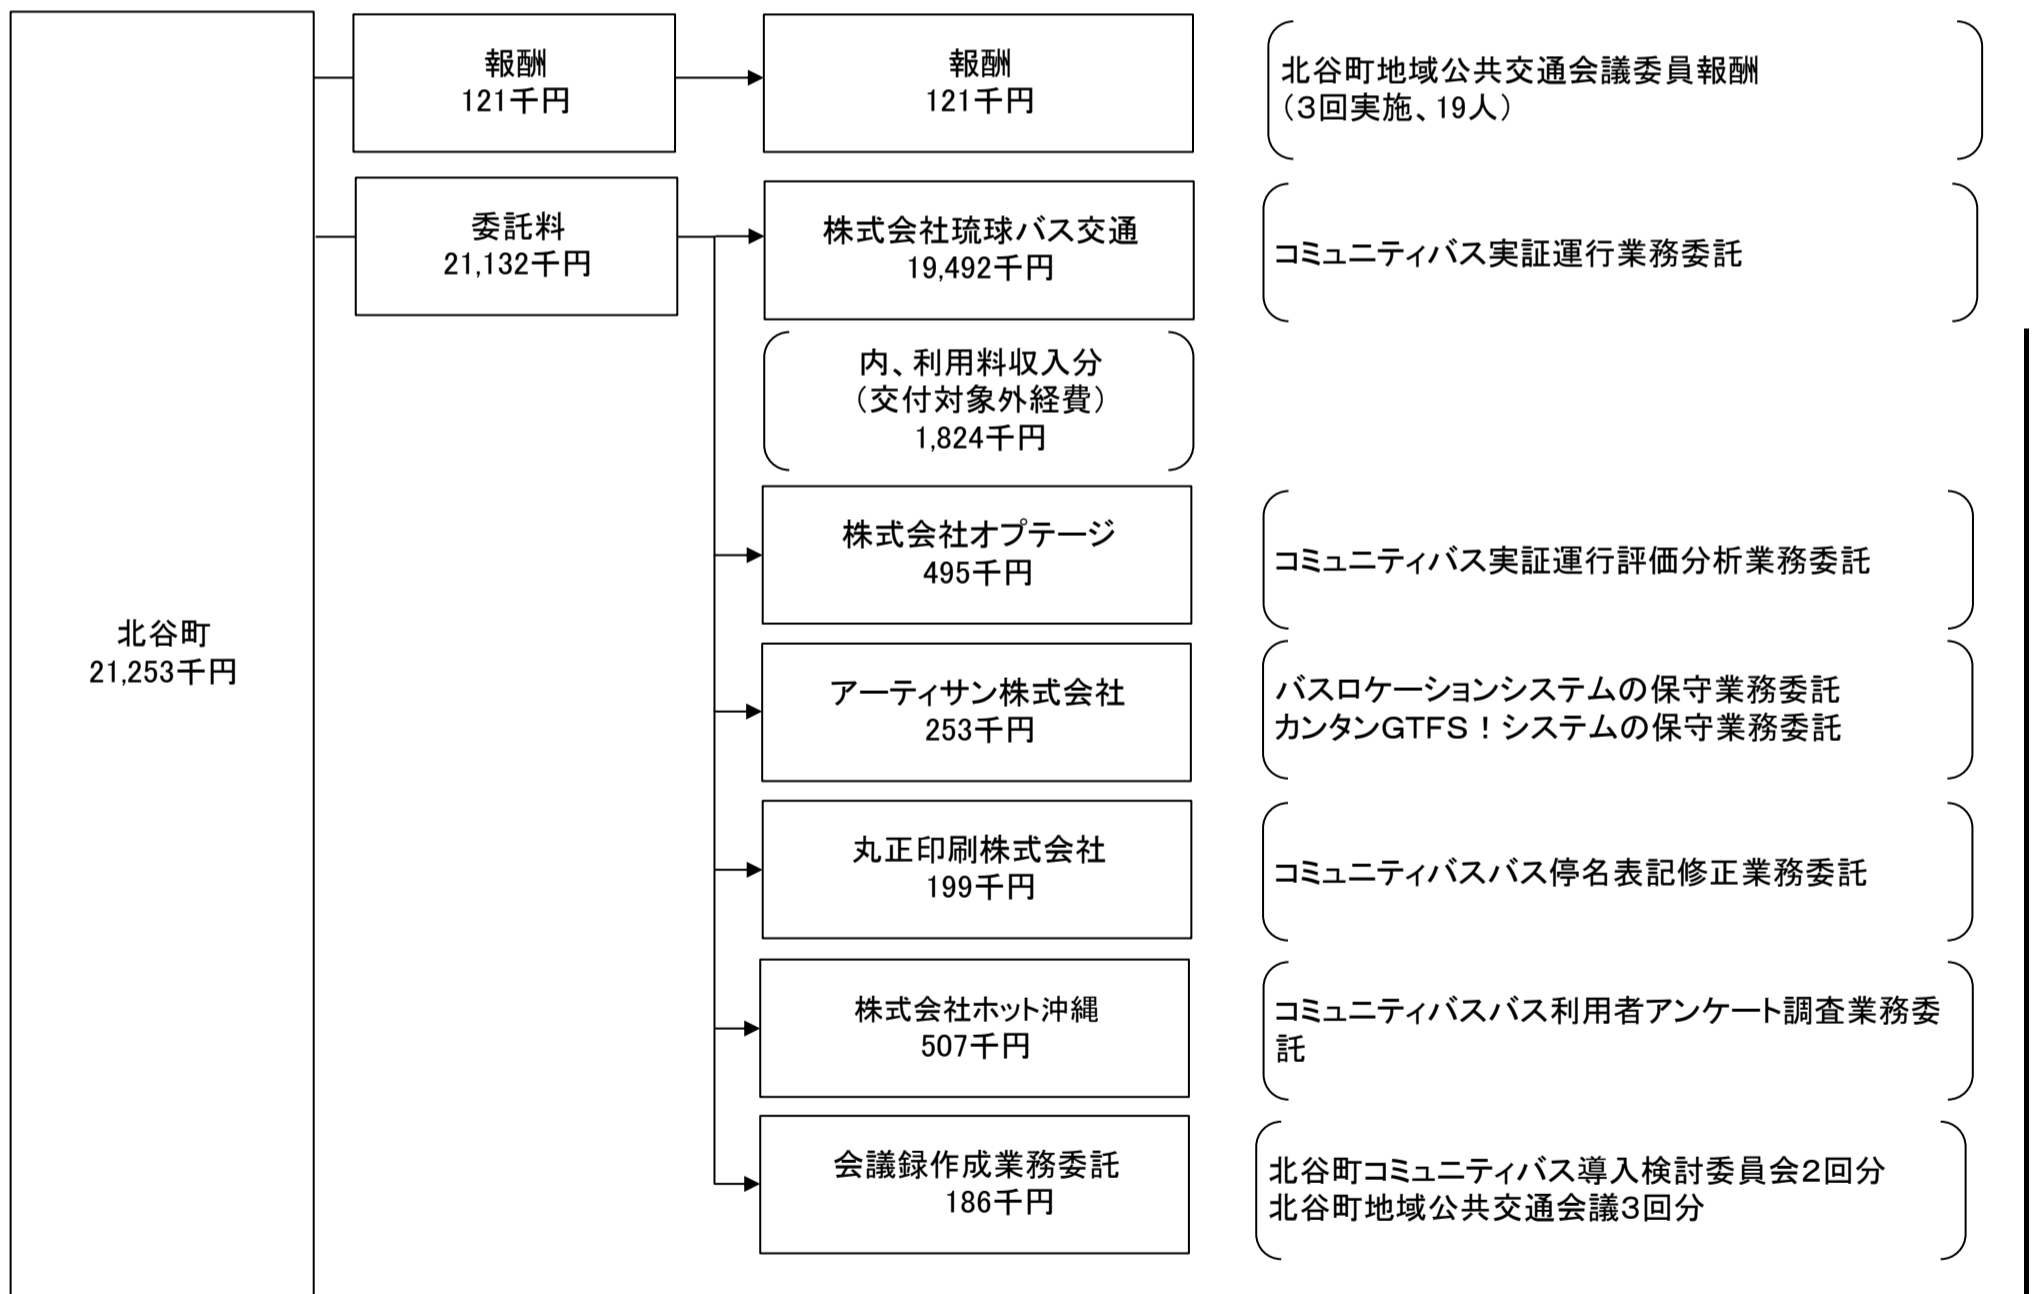 北谷町
21,253千円
報酬
121千円
報酬
121千円
北谷町地域公共交通会議委員報酬
（３回実施、19人）
委託料
21,132千円
株式会社琉球バス交通
19,492千円
コミュニティバス実証運行業務委託
内、利用料収入分
（交付対象外経費）
1,824千円
株式会社オプテージ
495千円
コミュニティバス実証運行評価分析業務委託
アーティサン株式会社
253千円
バスロケーションシステムの保守業務委託
カンタンGTFS！システムの保守業務委託
丸正印刷株式会社
199千円
コミュニティバスバス停名表記修正業務委託
株式会社ホット沖縄
507千円
コミュニティバスバス利用者アンケート調査業務委
託
会議録作成業務委託
186千円
北谷町コミュニティバス導入検討委員会２回分
北谷町地域公共交通会議３回分